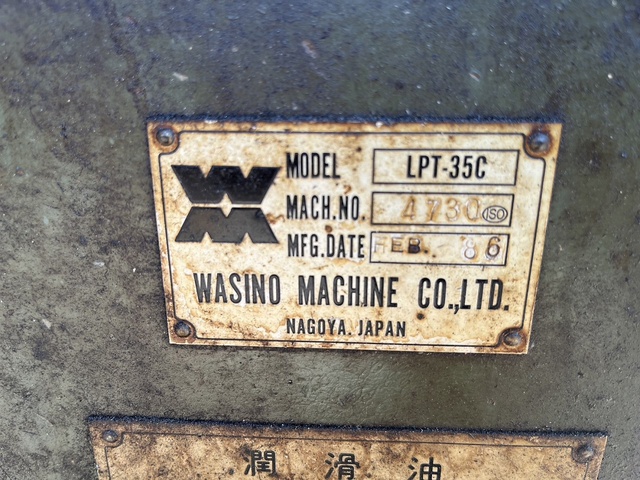 WM
MODEL LPT-35C
MACH.NO. 4730 ISO
MFG.DATE FEB. 86
WASINO MACHINE CO.,LTD.
NAGOYA. JAPAN
潤滑油